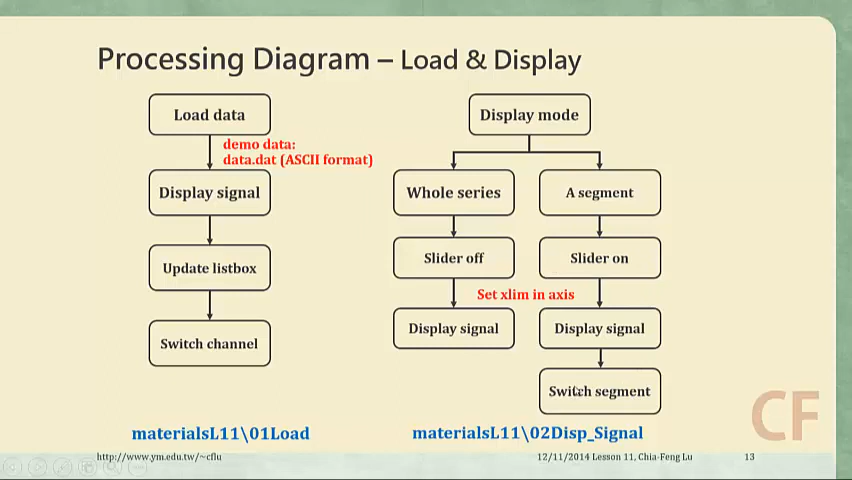 Processing Diagram – Load & Display
Load data
demo data:
data.dat (ASCII format)
Display signal
Update listbox
Switch channel
materialsL11\01Load
Display mode
Whole series
A segment
Slider off
Slider on
Set xlim in axis
Display signal
Display signal
Switch segment
materialsL11\02Disp_Signal
CF
http://www.ym.edu.tw/~cflu
12/11/2014 Lesson 11, Chia-Feng Lu
13